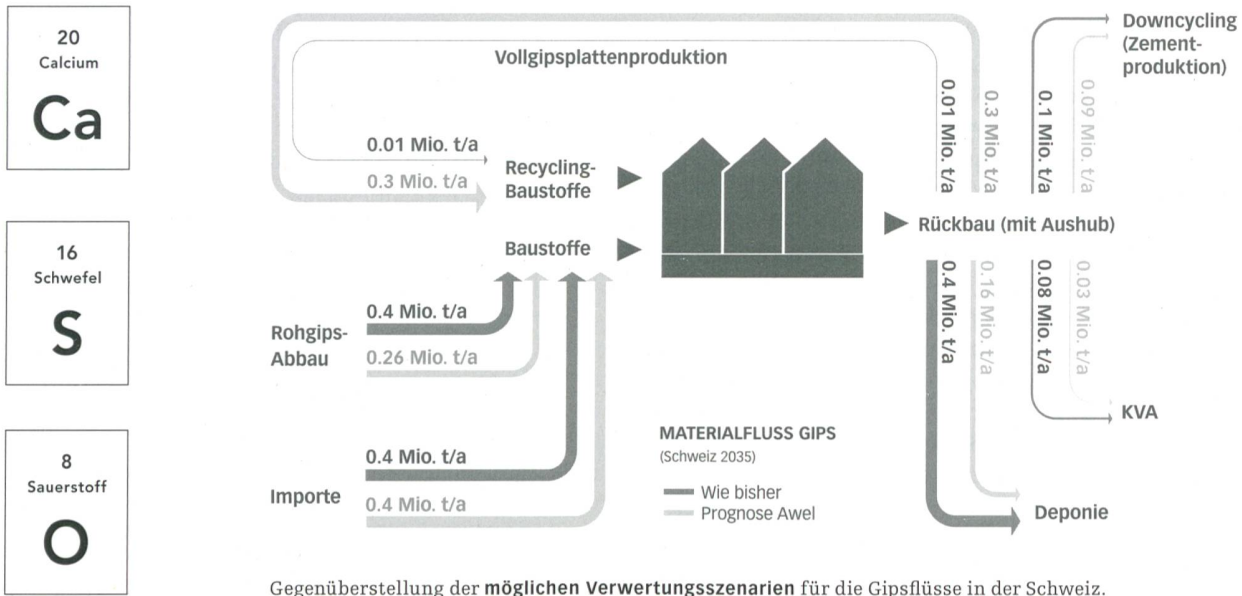 20
Calcium
Ca
16
Schwefel
S
8
Sauerstoff
O
Vollgipsplattenproduktion
0.01 Mio. t/a
0.3 Mio. t/a
Recycling-
Baustoffe
Baustoffe
Rohgips-
Abbau
0.4 Mio. t/a
0.26 Mio. t/a
Importe
0.4 Mio. t/a
0.4 Mio. t/a
MATERIALFLUSS GIPS
(Schweiz 2035)
Wie bisher
Prognose Awel
0.01 Mio. t/a
0.3 Mio. t/a
0.1 Mio. t/a
0.09 Mio. t/a
Downcycling
(Zement-
produktion)
Rückbau (mit Aushub)
0.4 Mio. t/a
0.16 Mio. t/a
0.08 Mio. t/a
0.03 Mio. t/a
KVA
Deponie
Gegenüberstellung der möglichen Verwertungsszenarien für die Gipsflüsse in der Schweiz.